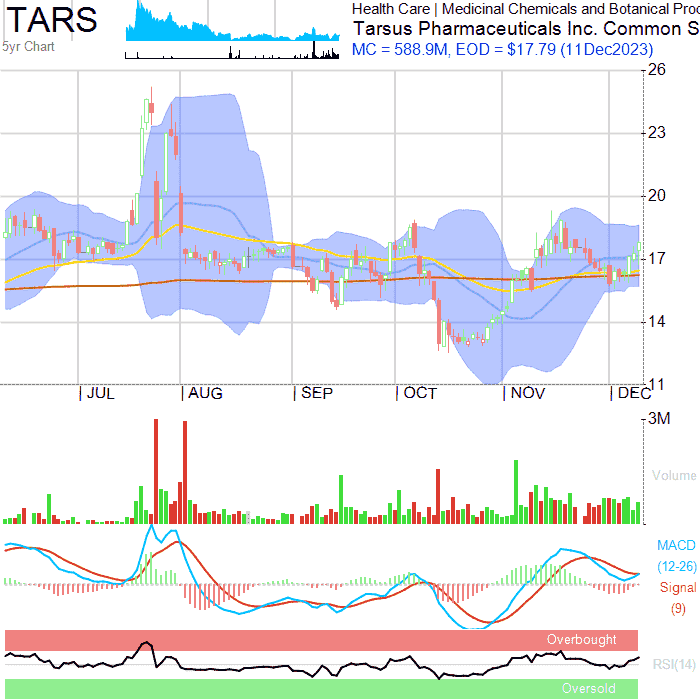 TARS
5yr Chart
Health Care | Medicinal Chemicals and Botanical Pro
Tarsus Pharmaceuticals Inc. Common S
MC = 588.9M, EOD = $17.79 (11Dec2023)
26
23
20
17
14
11
JUL AUG SEP OCT NOV DEC
3M
Volume
MACD
(12-26)
Signal
(9)
Overbought
RSI(14)
Oversold